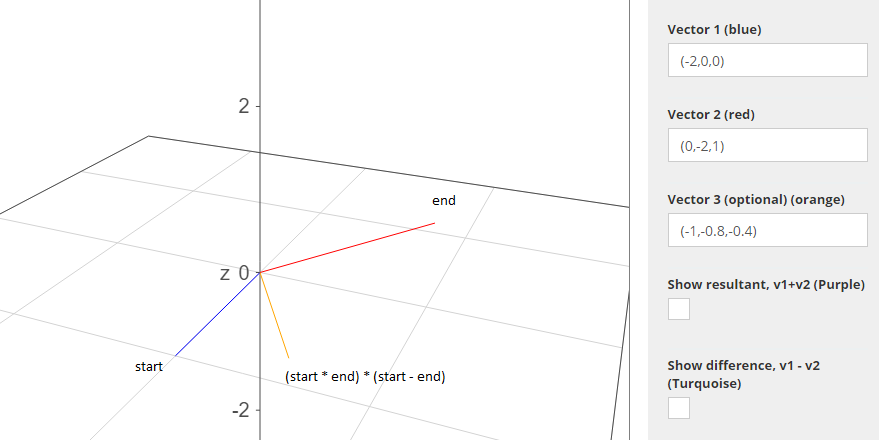 2
end
z 0
start
(start * end) * (start - end)
-2
Vector 1 (blue)
(-2,0,0)
Vector 2 (red)
(0,-2,1)
Vector 3 (optional) (orange)
(-1,-0.8,-0.4)
Show resultant, v1+v2 (Purple)
Show difference, v1 - v2
(Turquoise)